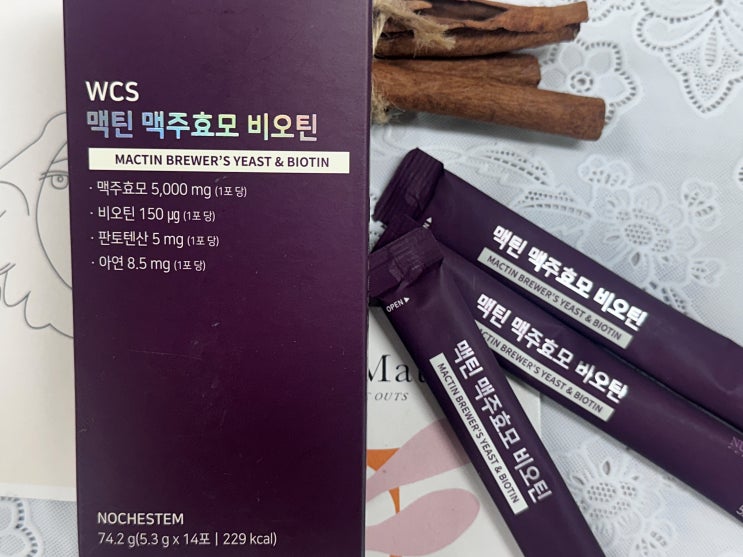 WCS
맥틴 맥주효모 비오틴
MACTIN BREWER'S YEAST & BIOTIN
· 맥주효모 5,000 mg (1포 당)
· 비오틴 150 μg (1포 당)
· 판토텐산 5 mg (1포 당)
· 아연 8.5 mg (1포 당)
NOCHESTEM
74.2 g(5.3 g x 14포 | 229 kcal)
맥틴 맥주효모 비오틴
MACTIN BREWER'S YEAST & BIOTIN
맥틴 맥주효모 비오틴
MACTIN BREWER'S YEAST & BIOTIN
OPEN ▶
맥틴 맥주효모 비오틴
MACTIN BREWER'S YEAST & BIOTIN
OUTS